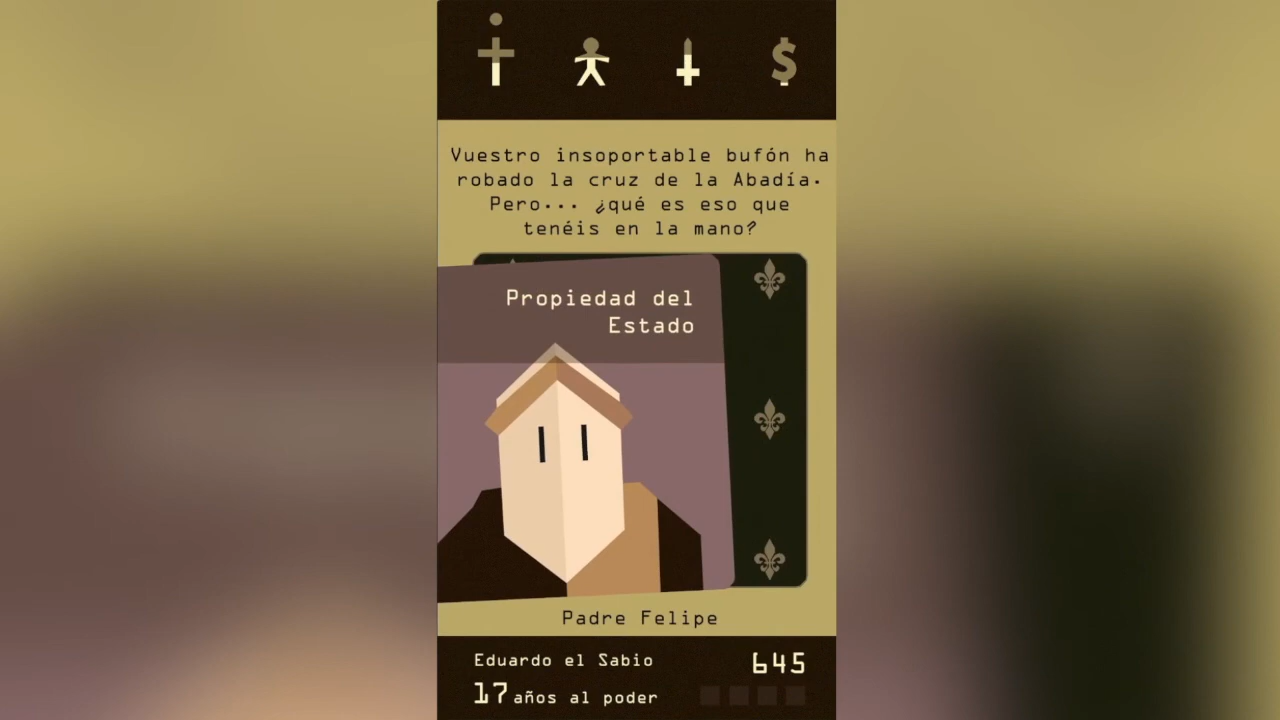 Vuestro insoportable bufón ha
robado la cruz de la Abadía.
Pero... ¿qué es eso que
tenéis en la mano?
Propiedad del
Estado
Padre Felipe
Eduardo el Sabio
645
17 años al poder